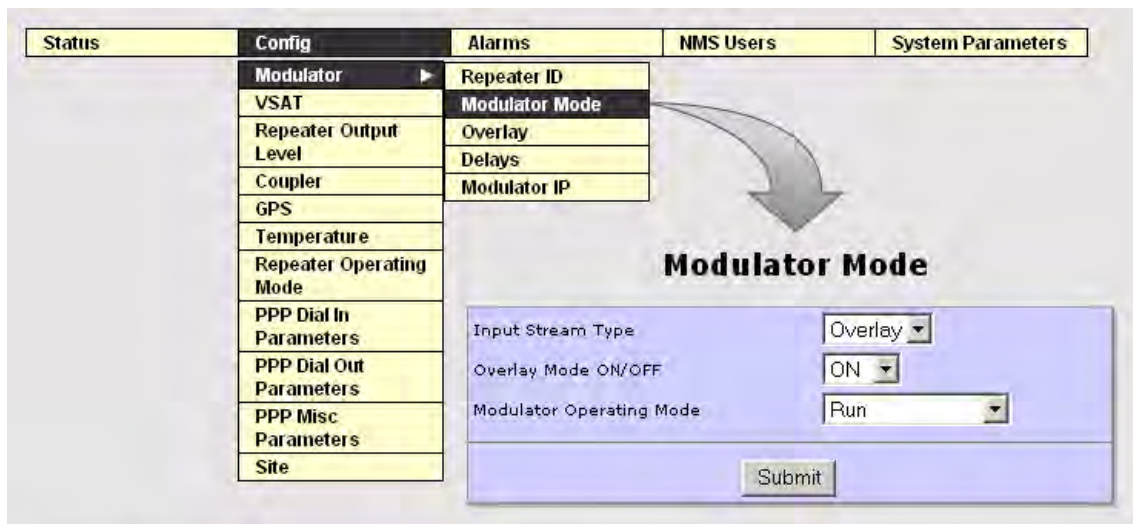 Status
Config
Alarms
NMS Users
System Parameters
Modulator
VSAT
Repeater Output
Level
Coupler
GPS
Temperature
Repeater Operating
Mode
PPP Dial In
Parameters
PPP Dial Out
Parameters
PPP Misc
Parameters
Site
Repeater ID
Modulator Mode
Overlay
Delays
Modulator IP
Modulator Mode
Input Stream Type
Overlay
Overlay Mode ON/OFF
ON
Modulator Operating Mode
Run
Submit